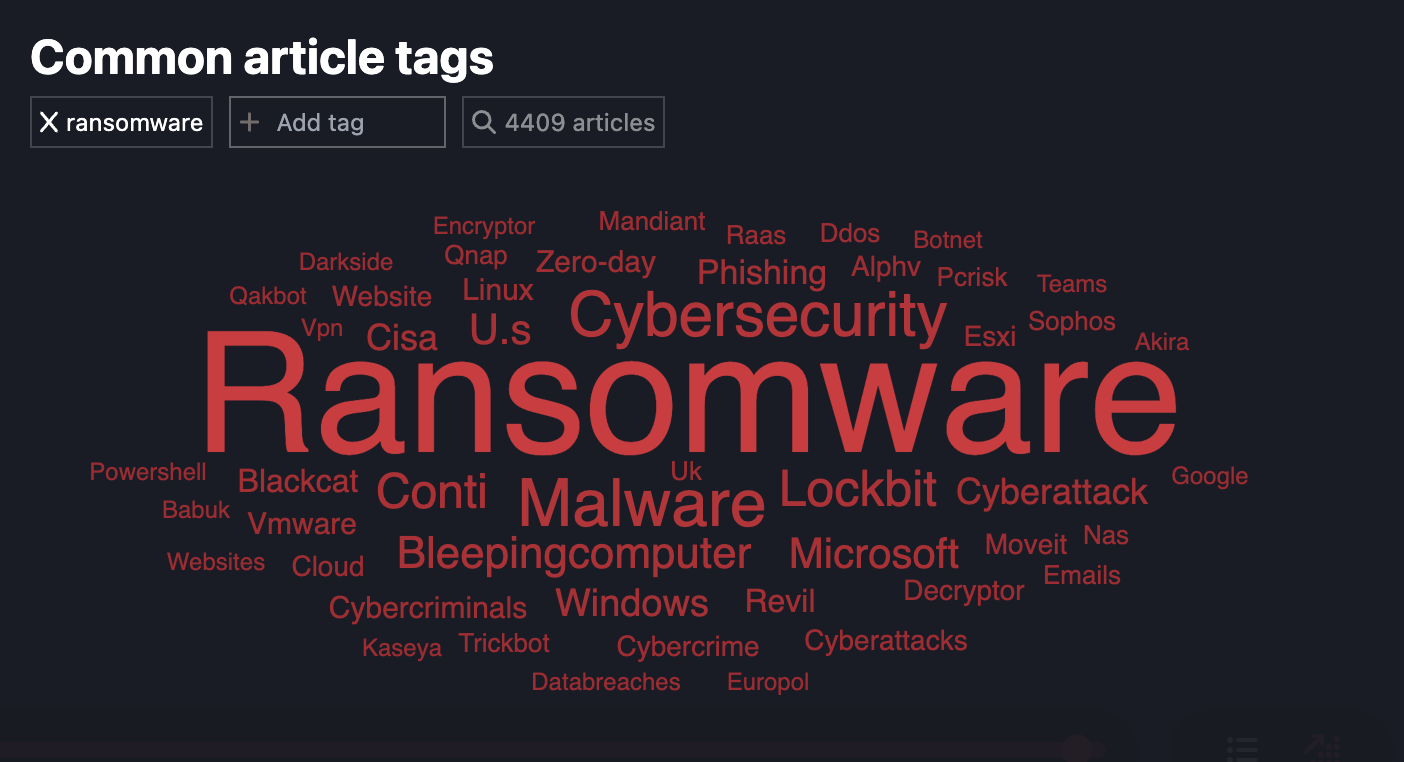 Common article tags
X ransomware
+ Add tag
4409 articles
Encryptor Mandiant Raas Ddos Botnet
Darkside Qnap Zero-day Phishing Alphv Pcrisk Teams
Qakbot Website Linux Cybersecurity Sophos
Vpn Cisa U.s Esxi Akira
Ransomware
Powershell Blackcat Conti Uk Lockbit Cyberattack Google
Babuk Vmware Malware
Websites Cloud Bleepingcomputer Microsoft Moveit Nas
Emails
Cybercriminals Windows Revil Decryptor
Kaseya Trickbot Cybercrime Cyberattacks
Databreaches Europol